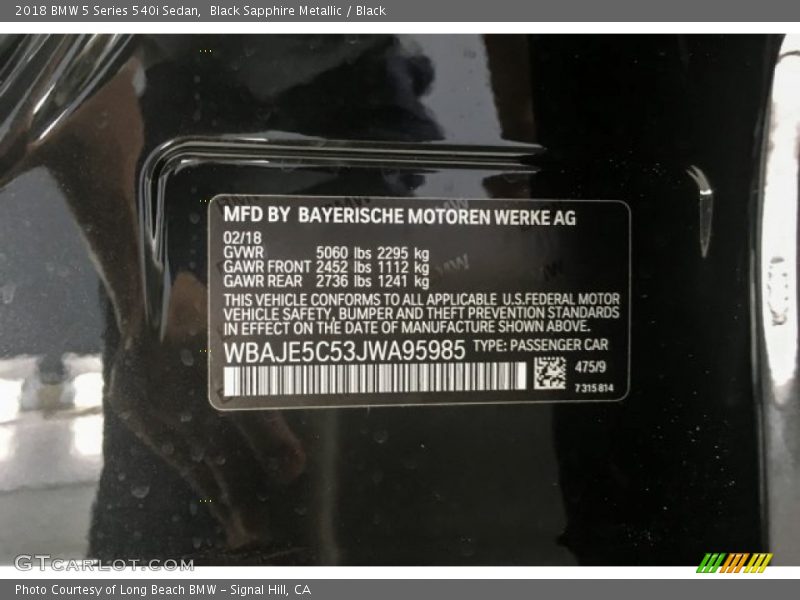 2018 BMW 5 Series 540i Sedan, Black Sapphire Metallic / Black
MFD BY BAYERISCHE MOTOREN WERKE AG
02/18
GVWR 5060 lbs 2295 kg
GAWR FRONT 2452 lbs 1112 kg
GAWR REAR 2736 lbs 1241 kg
THIS VEHICLE CONFORMS TO ALL APPLICABLE U.S.FEDERAL MOTOR
VEHICLE SAFETY, BUMPER AND THEFT PREVENTION STANDARDS
IN EFFECT ON THE DATE OF MANUFACTURE SHOWN ABOVE.
WBAJE5C53JWA95985 TYPE: PASSENGER CAR
475/9
7315814
GTCARLOT.COM
Photo Courtesy of Long Beach BMW - Signal Hill, CA